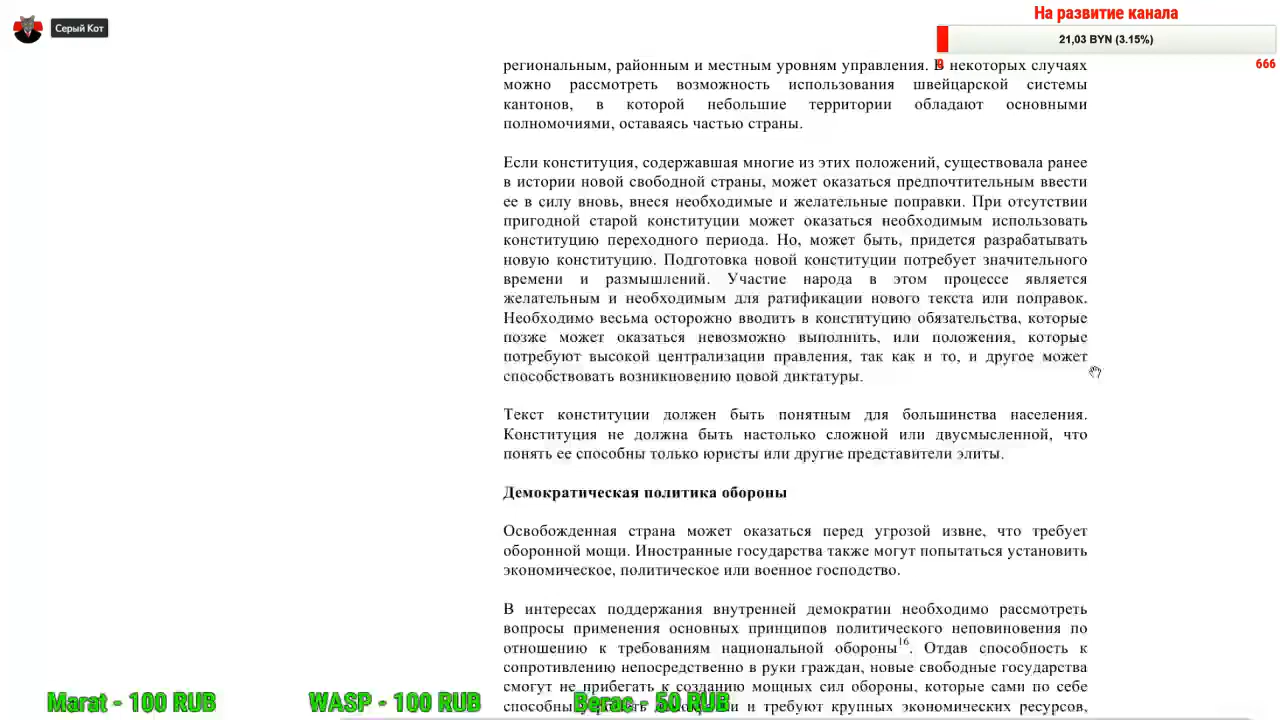 Серый Кот
На развитие канала
21,03 BYN (3.15%)
0
666
региональным, районным и местным уровням управления. В некоторых случаях
можно рассмотреть возможность использования швейцарской системы
кантонов, в которой небольшие территории обладают основными
полномочиями, оставаясь частью страны.
Если конституция, содержавшая многие из этих положений, существовала ранее
в истории новой свободной страны, может оказаться предпочтительным ввести
ее в силу вновь, внеся необходимые и желательные поправки. При отсутствии
пригодной старой конституции может оказаться необходимым использовать
конституцию переходного периода. Но, может быть, придется разрабатывать
новую конституцию. Подготовка новой конституции потребует значительного
времени и размышлений. Участие народа в этом процессе является
желательным и необходимым для ратификации нового текста или поправок.
Необходимо весьма осторожно вводить в конституцию обязательства, которые
позже может оказаться невозможно выполнить, или положения, которые
потребуют высокой централизации правления, так как и то, и другое может
способствовать возникновению новой диктатуры.
Текст конституции должен быть понятным для большинства населения.
Конституция не должна быть настолько сложной или двусмысленной, что
понять ее способны только юристы или другие представители элиты.
Демократическая политика обороны
Освобожденная страна может оказаться перед угрозой извне, что требует
оборонной мощи. Иностранные государства также могут попытаться установить
экономическое, политическое или военное господство.
В интересах поддержания внутренней демократии необходимо рассмотреть
вопросы применения основных принципов политического неповиновения по
отношению к требованиям национальной обороны16. Отдав способность к
сопротивлению непосредственно в руки граждан, новые свободные государства
смогут не прибегать к созданию мощных сил обороны, которые сами по себе
и требуют крупных экономических ресурсов,
Marat - 100 RUB WASP - 100 RUB - 50 RUB